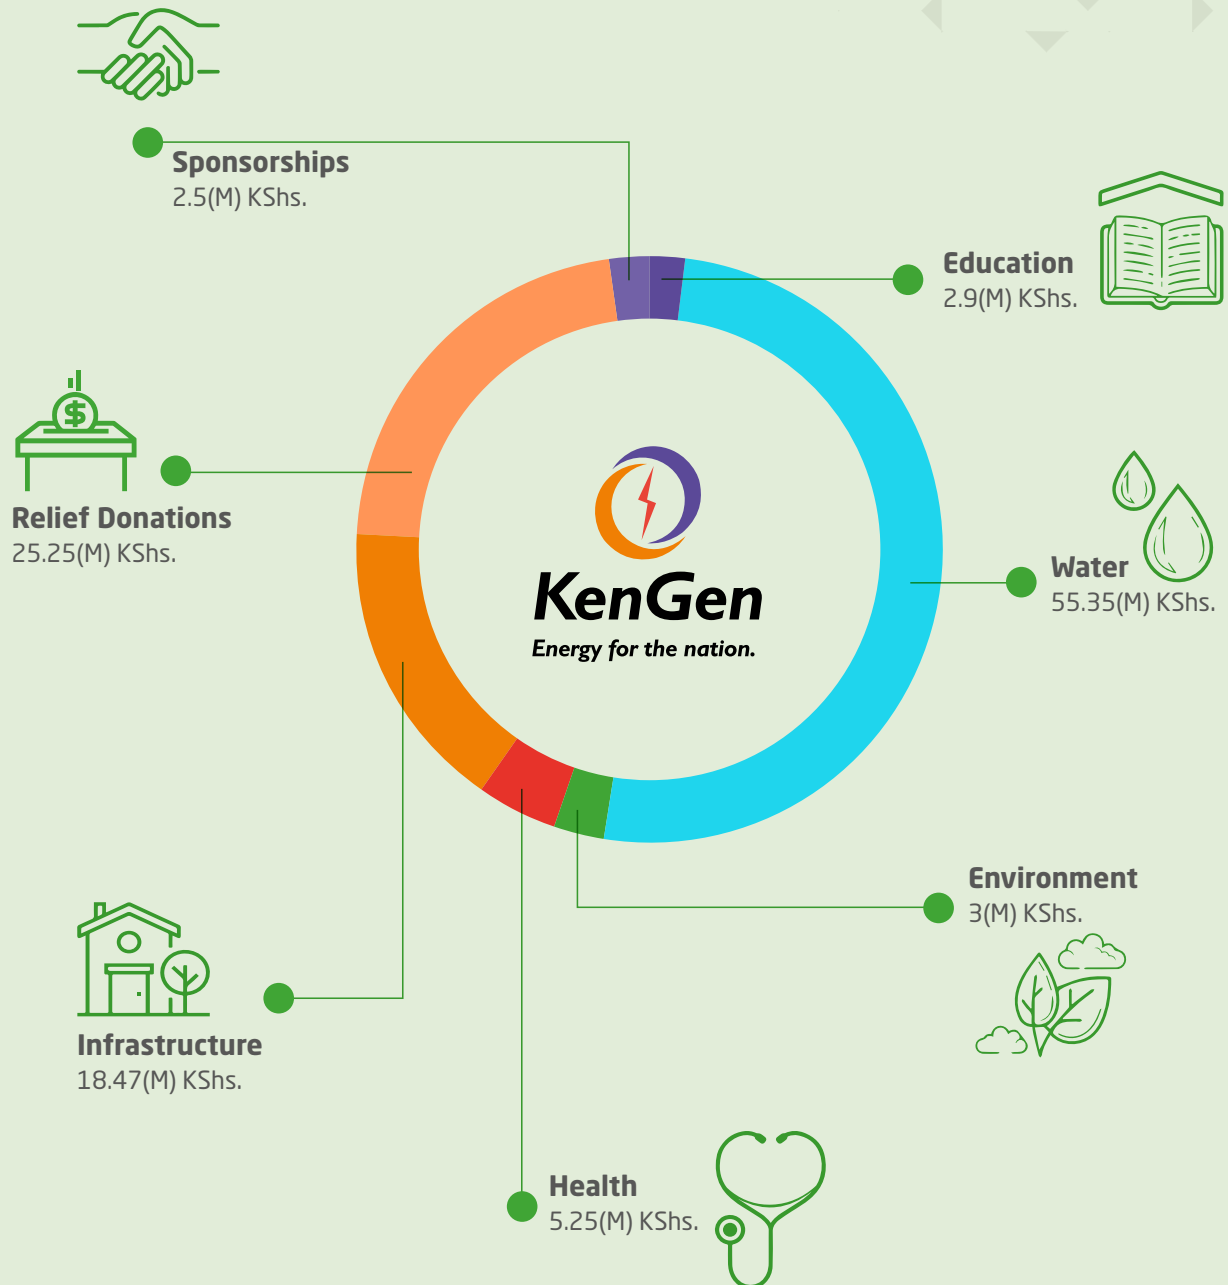 Sponsorships
2.5(M) KShs.
Education
2.9(M) KShs.
$
Relief Donations
25.25(M) KShs.
KenGen
Energy for the nation.
Water
55.35(M) KShs.
Environment
3(M) KShs.
Infrastructure
18.47(M) KShs.
Health
5.25(M) KShs.